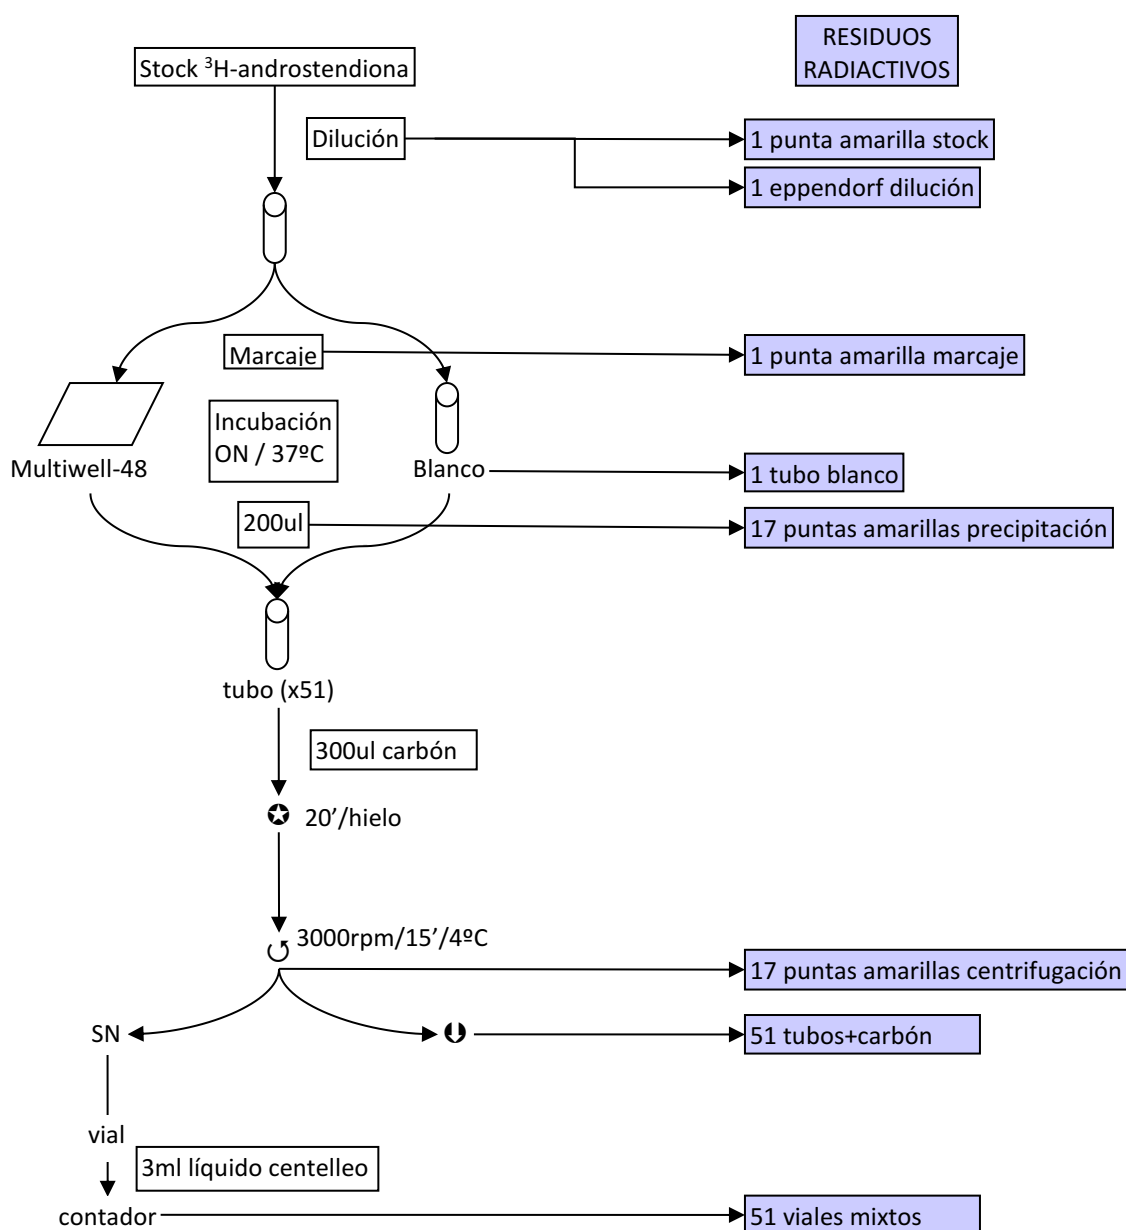 RESIDUOS
RADIACTIVOS
Stock ³H-androstendiona
Dilución
1 punta amarilla stock
1 eppendorf dilución
Marcaje
1 punta amarilla marcaje
Incubación
ON / 37ºC
Multiwell-48
Blanco
1 tubo blanco
200ul
17 puntas amarillas precipitación
tubo (x51)
300ul carbón
20’/hielo
3000rpm/15’/4ºC
17 puntas amarillas centrifugación
SN
51 tubos+carbón
vial
3ml líquido centelleo
contador
51 viales mixtos